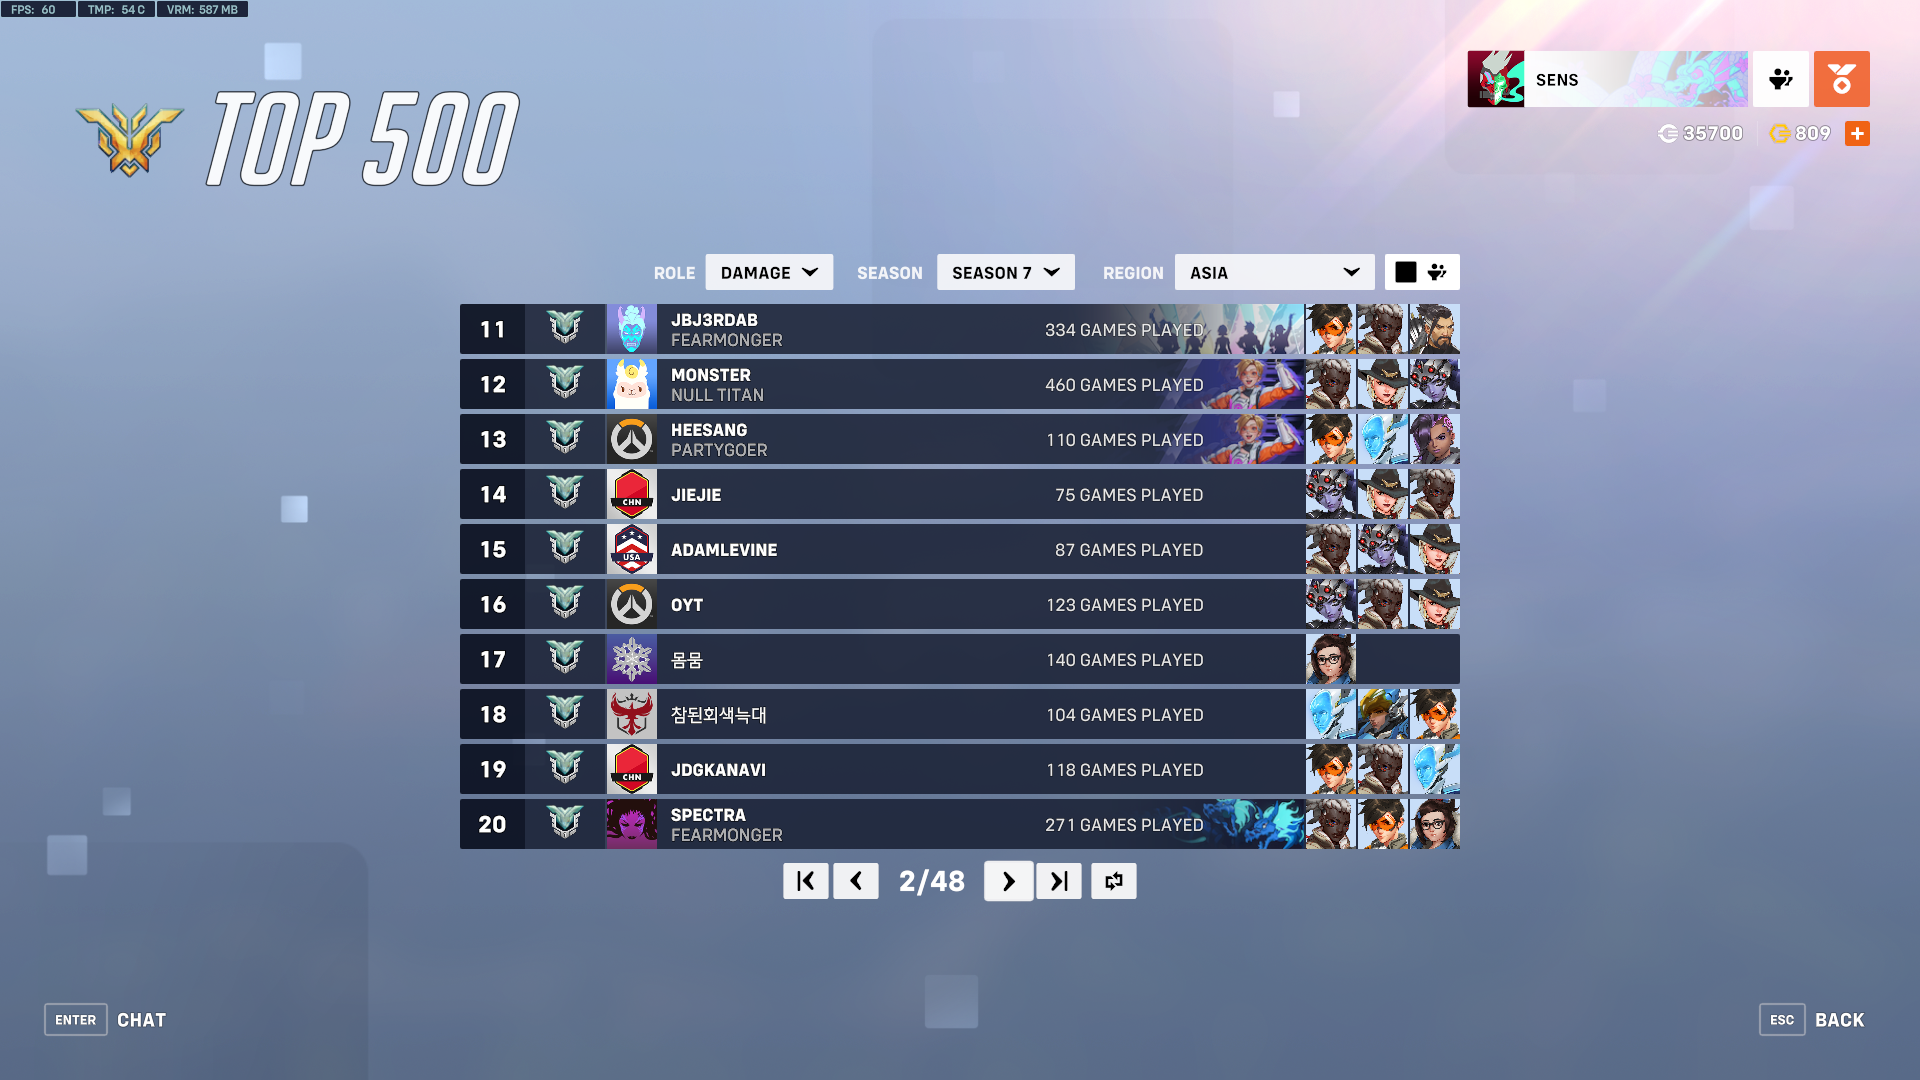 FPS: 60 TMP: 54 C VRM: 587 MB
TOP 500
SENS
35700 809
ROLE DAMAGE SEASON SEASON 7 REGION ASIA
11 JBJ3RDAB 334 GAMES PLAYED
FEARMONGER
12 MONSTER 460 GAMES PLAYED
NULL TITAN
13 HEESANG 110 GAMES PLAYED
PARTYGOER
14 CHN JIEJIE 75 GAMES PLAYED
15 USA ADAMLEVINE 87 GAMES PLAYED
16 OYT 123 GAMES PLAYED
17 몸뭄 140 GAMES PLAYED
18 참된회색늑대 104 GAMES PLAYED
19 CHN JDGKANAVI 118 GAMES PLAYED
20 SPECTRA 271 GAMES PLAYED
FEARMONGER
2/48
ENTER CHAT
ESC BACK